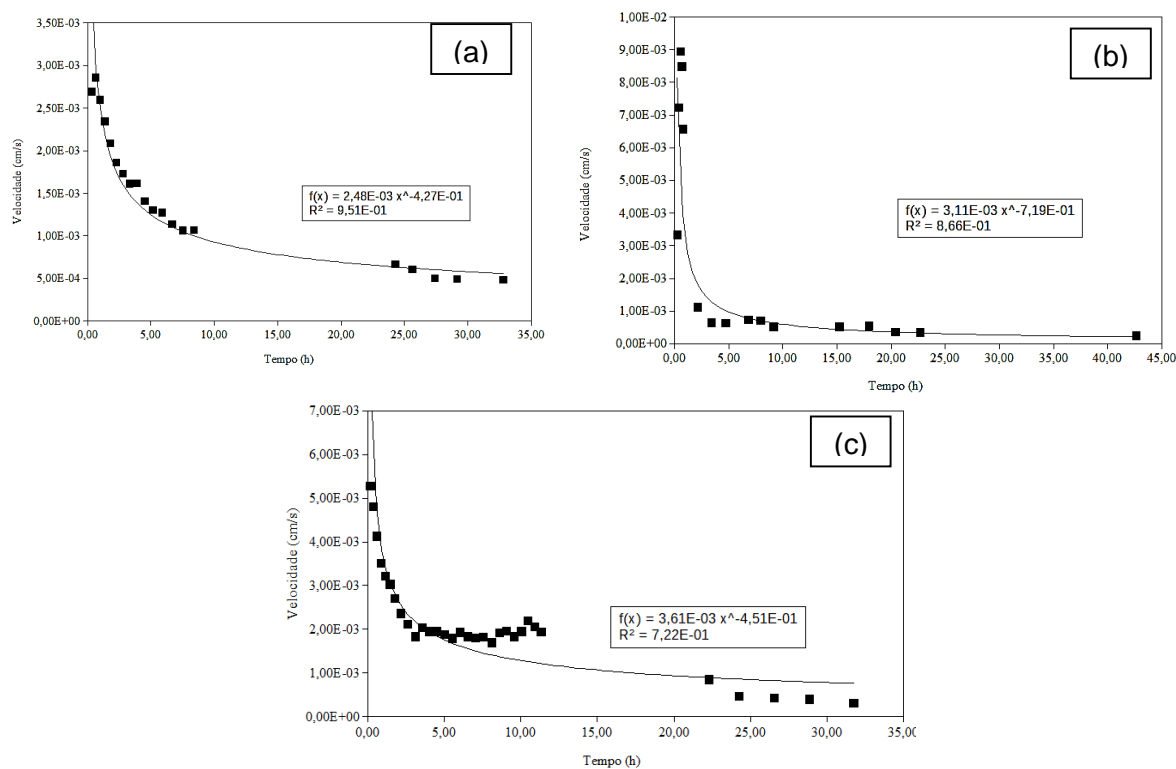 (a)
3,50E-03
3,00E-03
2,50E-03
2,00E-03
1,50E-03
1,00E-03
5,00E-04
0,00E+00
Velocidade (cm/s)
f(x) = 2,48E-03 x^-4,27E-01
R² = 9,51E-01
0,00 5,00 10,00 15,00 20,00 25,00 30,00 35,00
Tempo (h)
(b)
1,00E-02
9,00E-03
8,00E-03
7,00E-03
6,00E-03
5,00E-03
4,00E-03
3,00E-03
2,00E-03
1,00E-03
0,00E+00
Velocidade (cm/s)
f(x) = 3,11E-03 x^-7,19E-01
R² = 8,66E-01
0,00 5,00 10,00 15,00 20,00 25,00 30,00 35,00 40,00 45,00
Tempo (h)
(c)
7,00E-03
6,00E-03
5,00E-03
4,00E-03
3,00E-03
2,00E-03
1,00E-03
0,00E+00
Velocidade (cm/s)
f(x) = 3,61E-03 x^-4,51E-01
R² = 7,22E-01
0,00 5,00 10,00 15,00 20,00 25,00 30,00 35,00
Tempo (h)